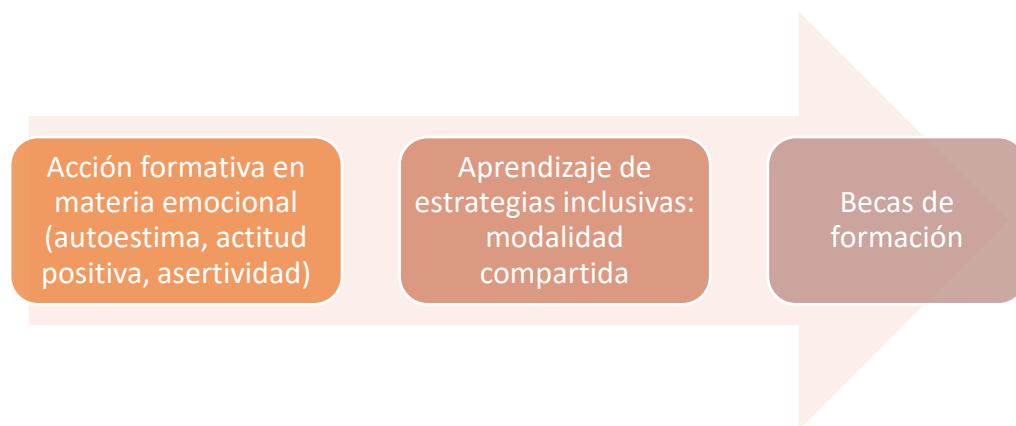 Acción formativa en
materia emocional
(autoestima, actitud
positiva, asertividad)
Aprendizaje de
estrategias inclusivas:
modalidad
compartida
Becas de
formación